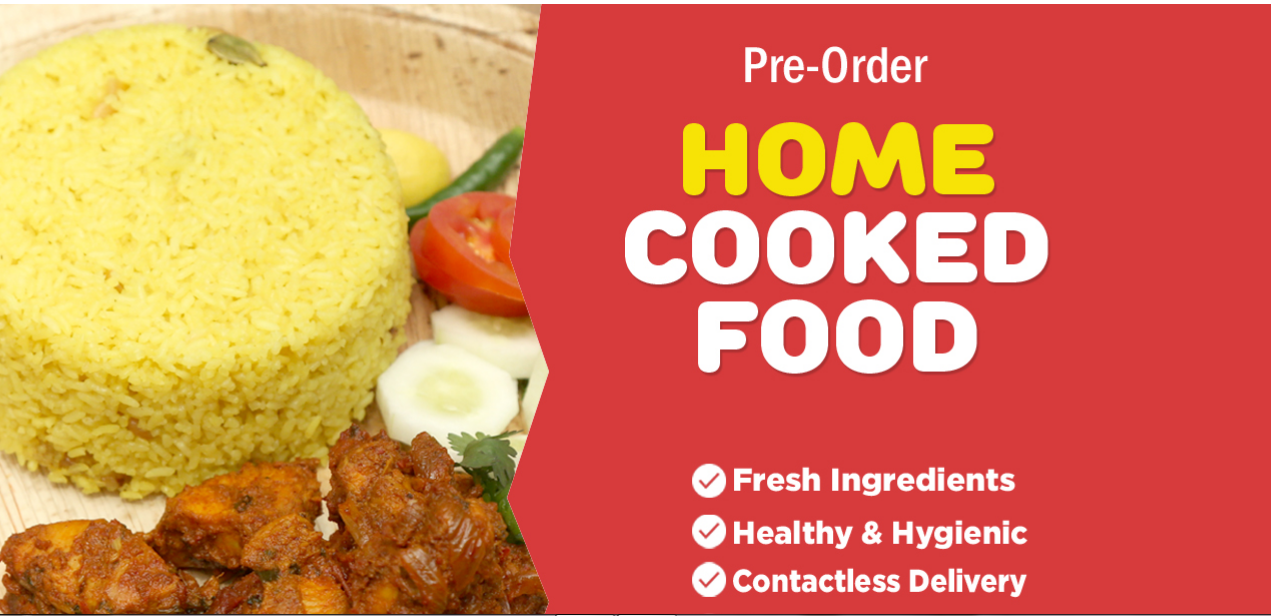 Pre-Order
HOME
COOKED
FOOD
Fresh Ingredients
Healthy & Hygienic
Contactless Delivery